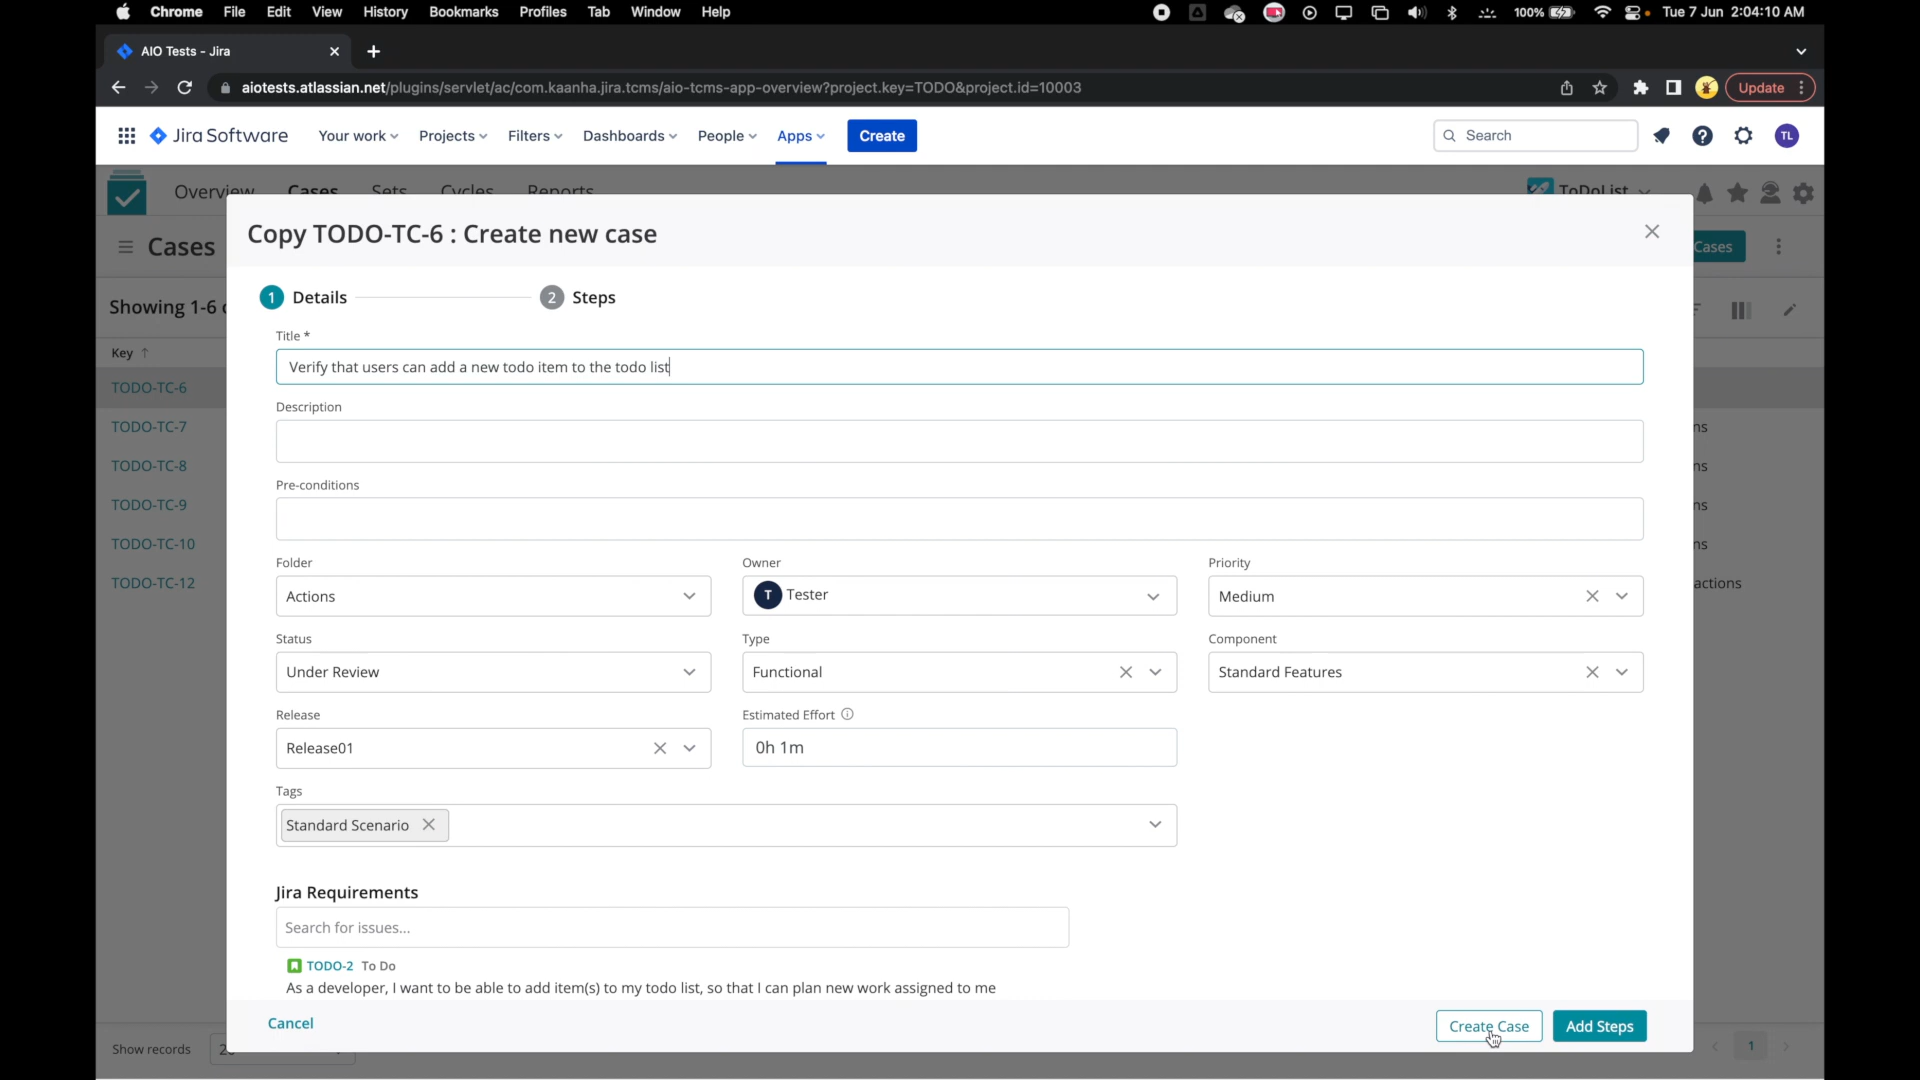 Chrome File Edit View History Bookmarks Profiles Tab Window Help 100% Tue 7 Jun 2:04:10 AM
AIO Tests - Jira
aiotests.atlassian.net/plugins/servlet/ac/com.kaanha.jira.tcms/aio-tcms-app-overview?project.key=TODO&project.id=10003 Update
Jira Software Your work Projects Filters Dashboards People Apps Create Search TL
Overview Cases Sets Cycles Reports ToDoList
Copy TODO-TC-6 : Create new case
Cases Cases
1 Details 2 Steps
Showing 1-6
Title *
Key
Verify that users can add a new todo item to the todo list
TODO-TC-6
Description
TODO-TC-7 ns
TODO-TC-8 ns
Pre-conditions
TODO-TC-9 ns
TODO-TC-10 ns
Folder Owner Priority
TODO-TC-12 actions
Actions T Tester Medium
Status Type Component
Under Review Functional Standard Features
Release Estimated Effort
Release01 0h 1m
Tags
Standard Scenario
Jira Requirements
Search for issues...
TODO-2 To Do
As a developer, I want to be able to add item(s) to my todo list, so that I can plan new work assigned to me
Cancel Create Case Add Steps
Show records 1